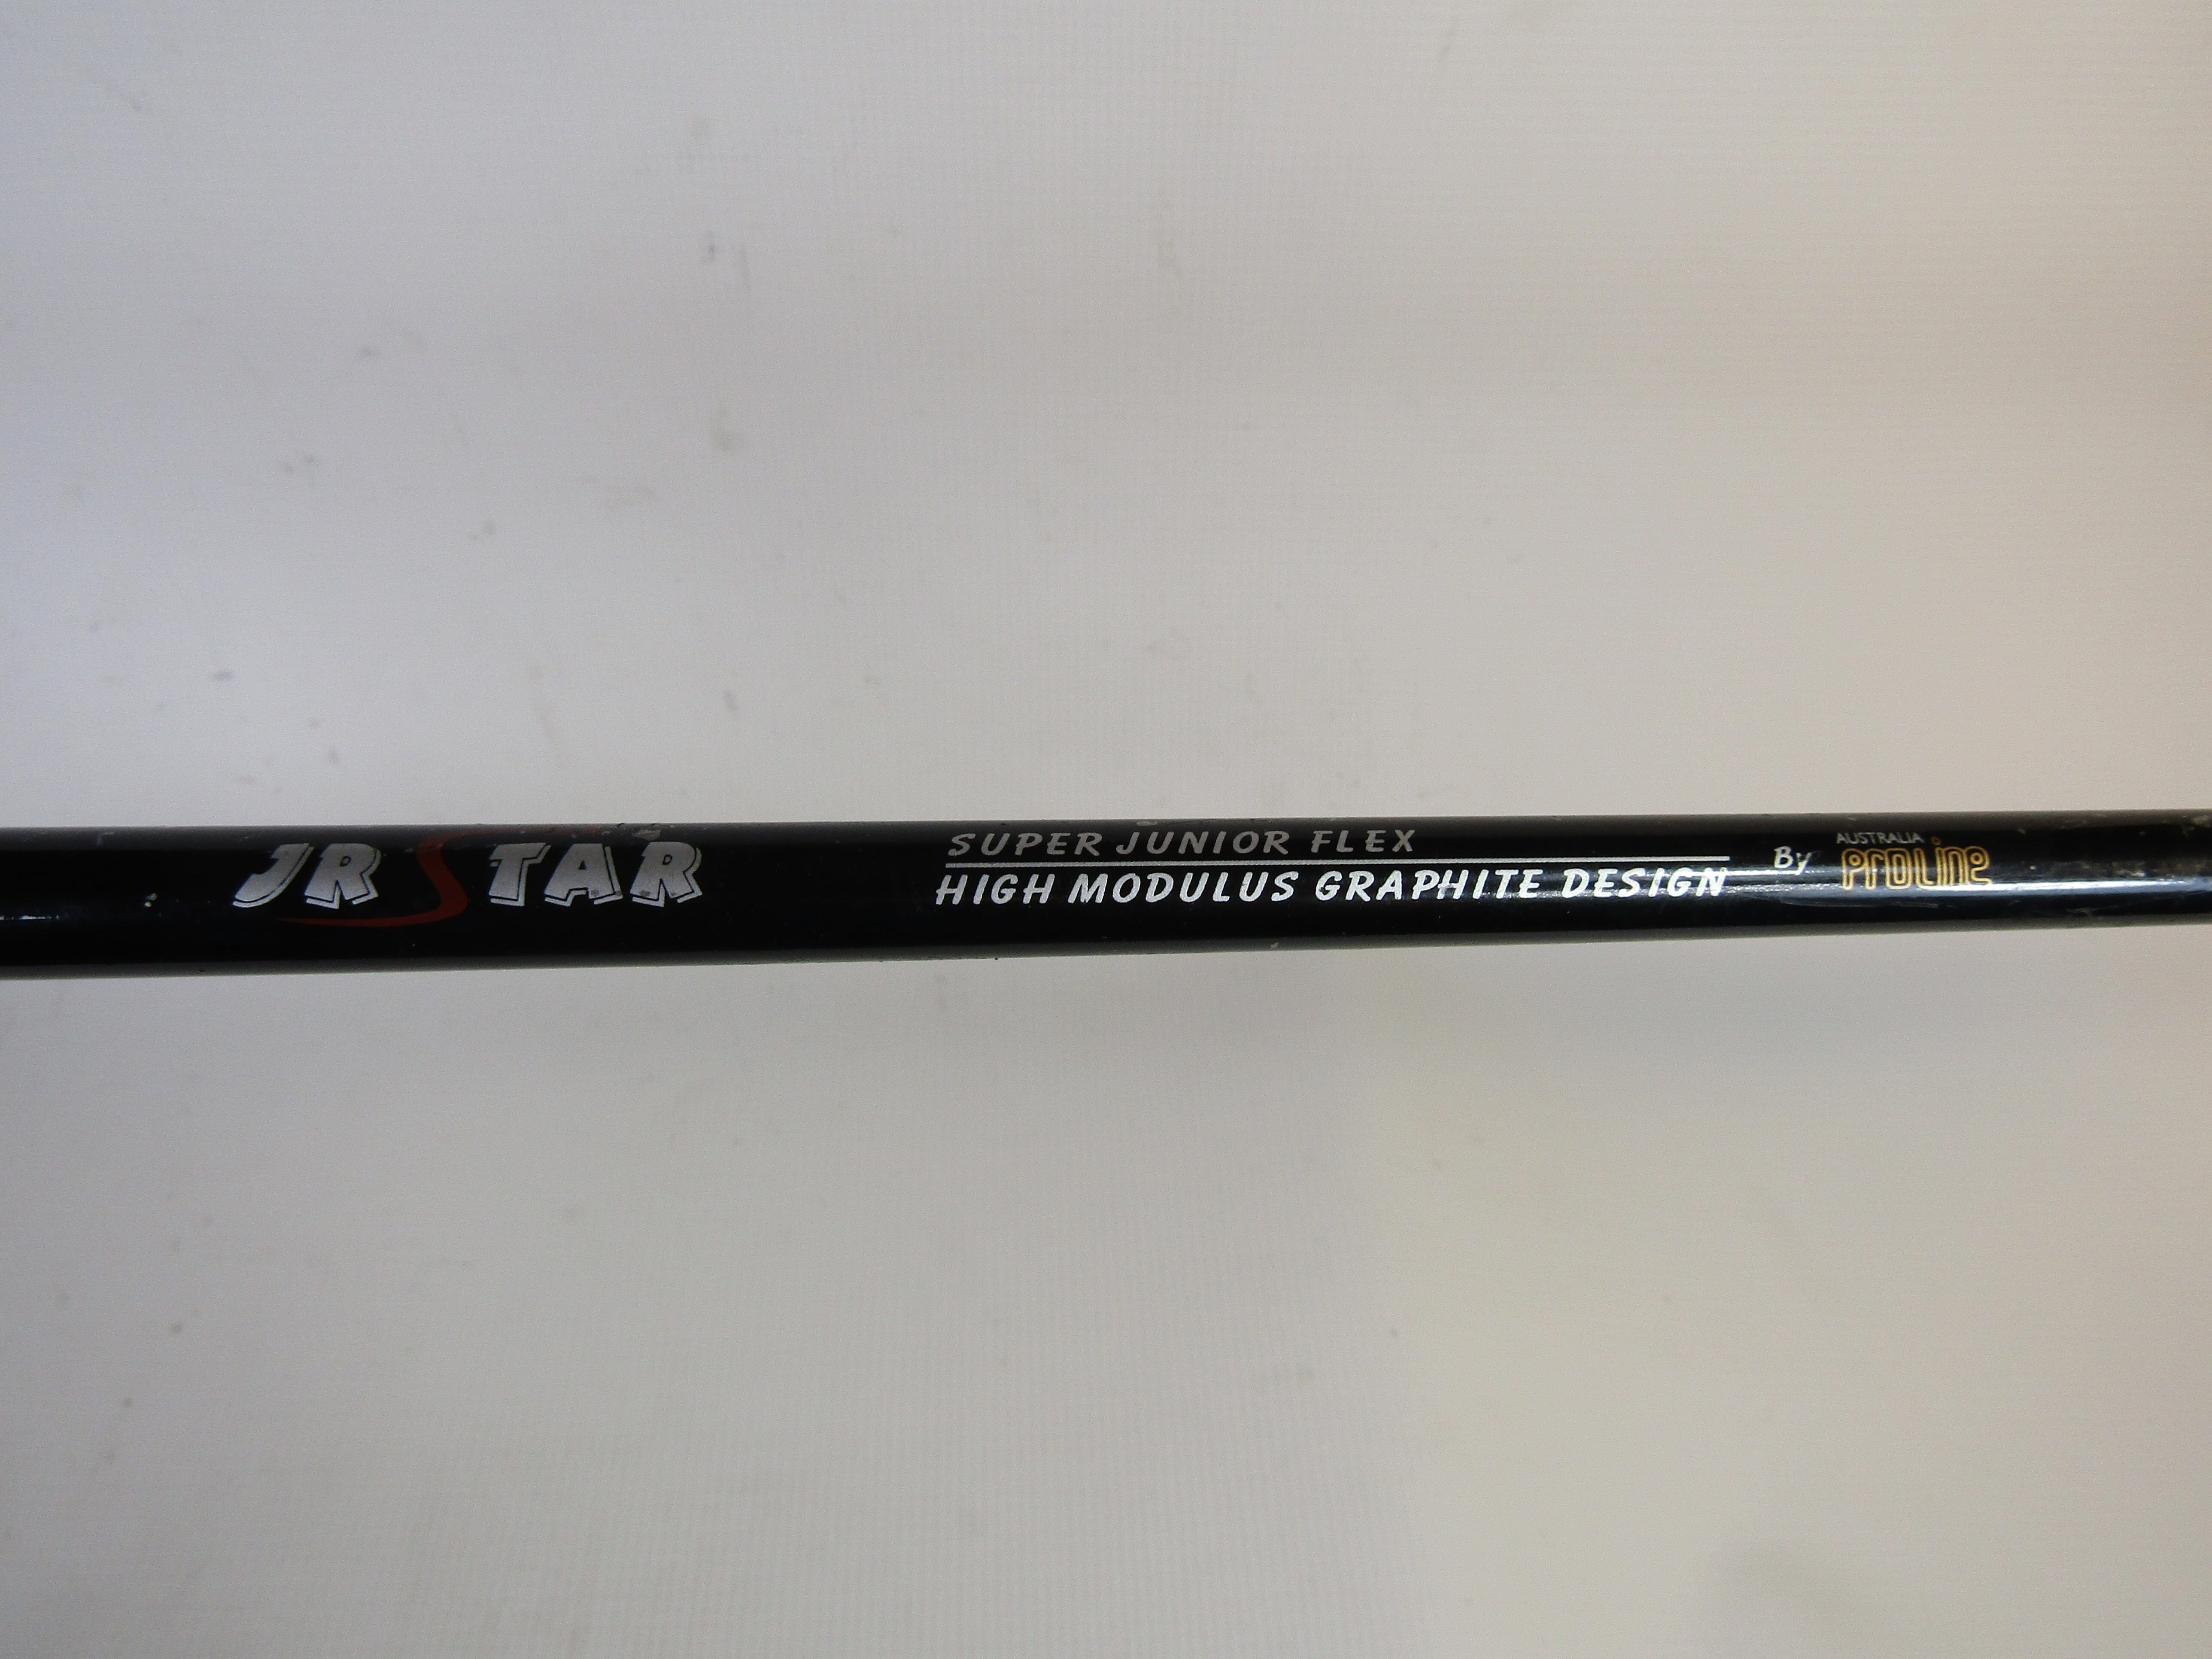 JR STAR
SUPER JUNIOR FLEX
HIGH MODULUS GRAPHITE DESIGN
By
AUSTRALIA
PROLINE